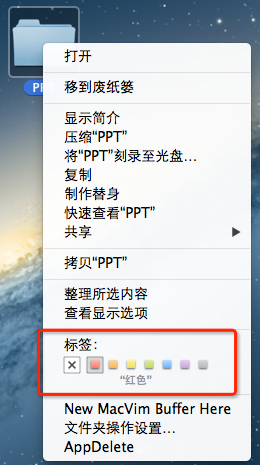 PP
打开
移到废纸篓
显示简介
压缩“PPT”
将“PPT”刻录至光盘…
复制
制作替身
快速查看“PPT”
共享
拷贝“PPT”
整理所选内容
查看显示选项
标签:
“红色”
New MacVim Buffer Here
文件夹操作设置…
AppDelete